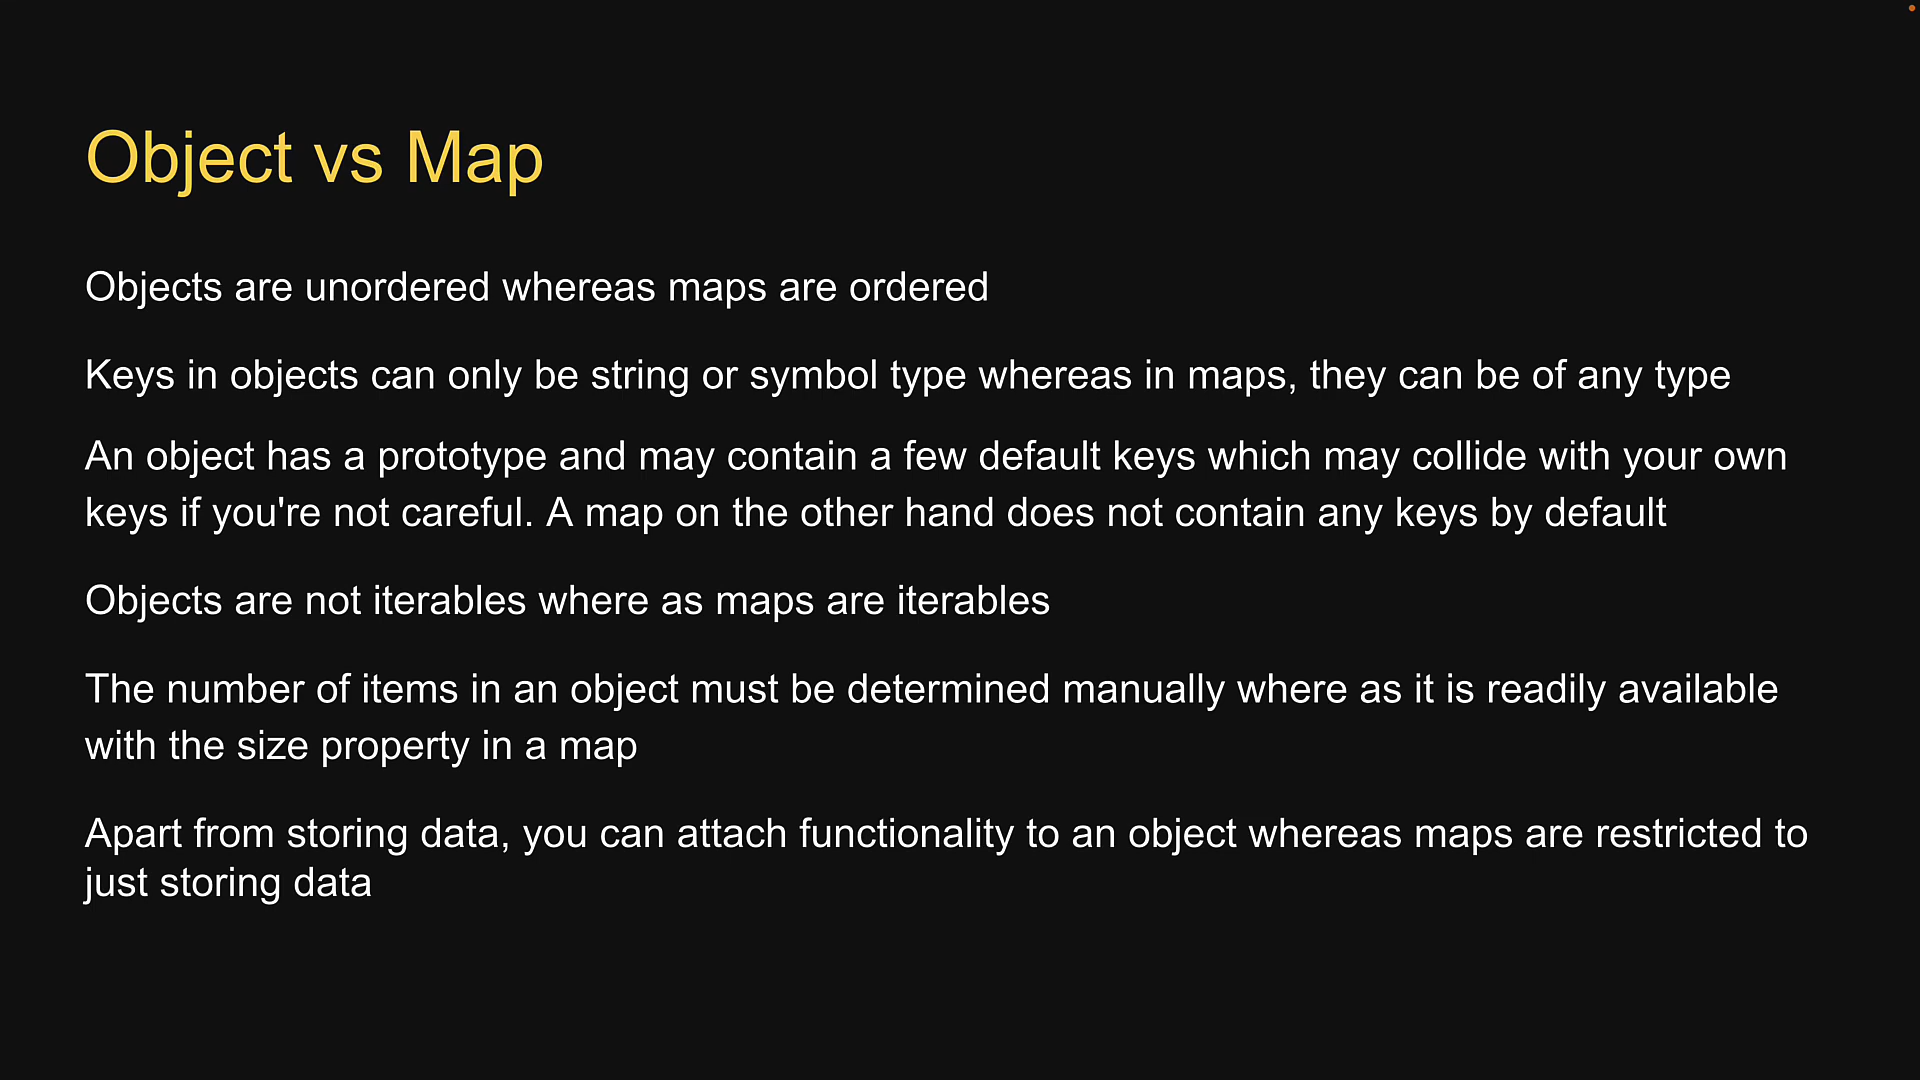 Object vs Map
Objects are unordered whereas maps are ordered
Keys in objects can only be string or symbol type whereas in maps, they can be of any type
An object has a prototype and may contain a few default keys which may collide with your own
keys if you're not careful. A map on the other hand does not contain any keys by default
Objects are not iterables where as maps are iterables
The number of items in an object must be determined manually where as it is readily available
with the size property in a map
Apart from storing data, you can attach functionality to an object whereas maps are restricted to
just storing data